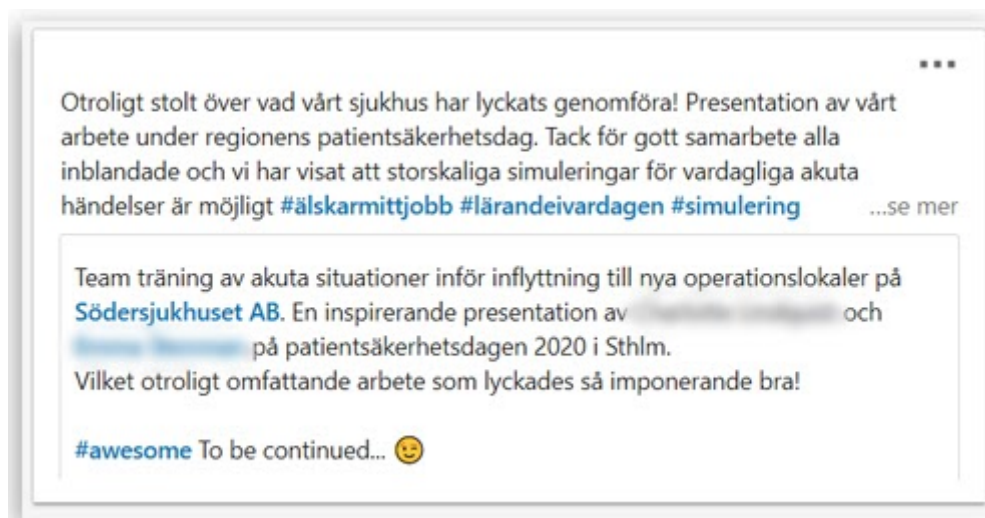 Otroligt stolt över vad vårt sjukhus har lyckats genomföra! Presentation av vårt
arbete under regionens patientsäkerhetsdag. Tack för gott samarbete alla
inblandade och vi har visat att storskaliga simuleringar för vardagliga akuta
händelser är möjligt #älskarmittjobb #lärandeivardagen #simulering ...se mer
Team träning av akuta situationer inför inflyttning till nya operationslokaler på
Södersjukhuset AB. En inspirerande presentation av och
på patientsäkerhetsdagen 2020 i Sthlm.
Vilket otroligt omfattande arbete som lyckades så imponerande bra!
#awesome To be continued... 😉